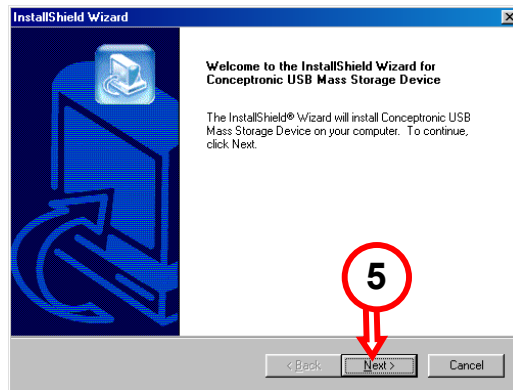 InstallShield Wizard
Welcome to the InstallShield Wizard for
Conceptronic USB Mass Storage Device
The InstallShield® Wizard will install Conceptronic USB
Mass Storage Device on your computer. To continue,
click Next.
5
< Back Next > Cancel